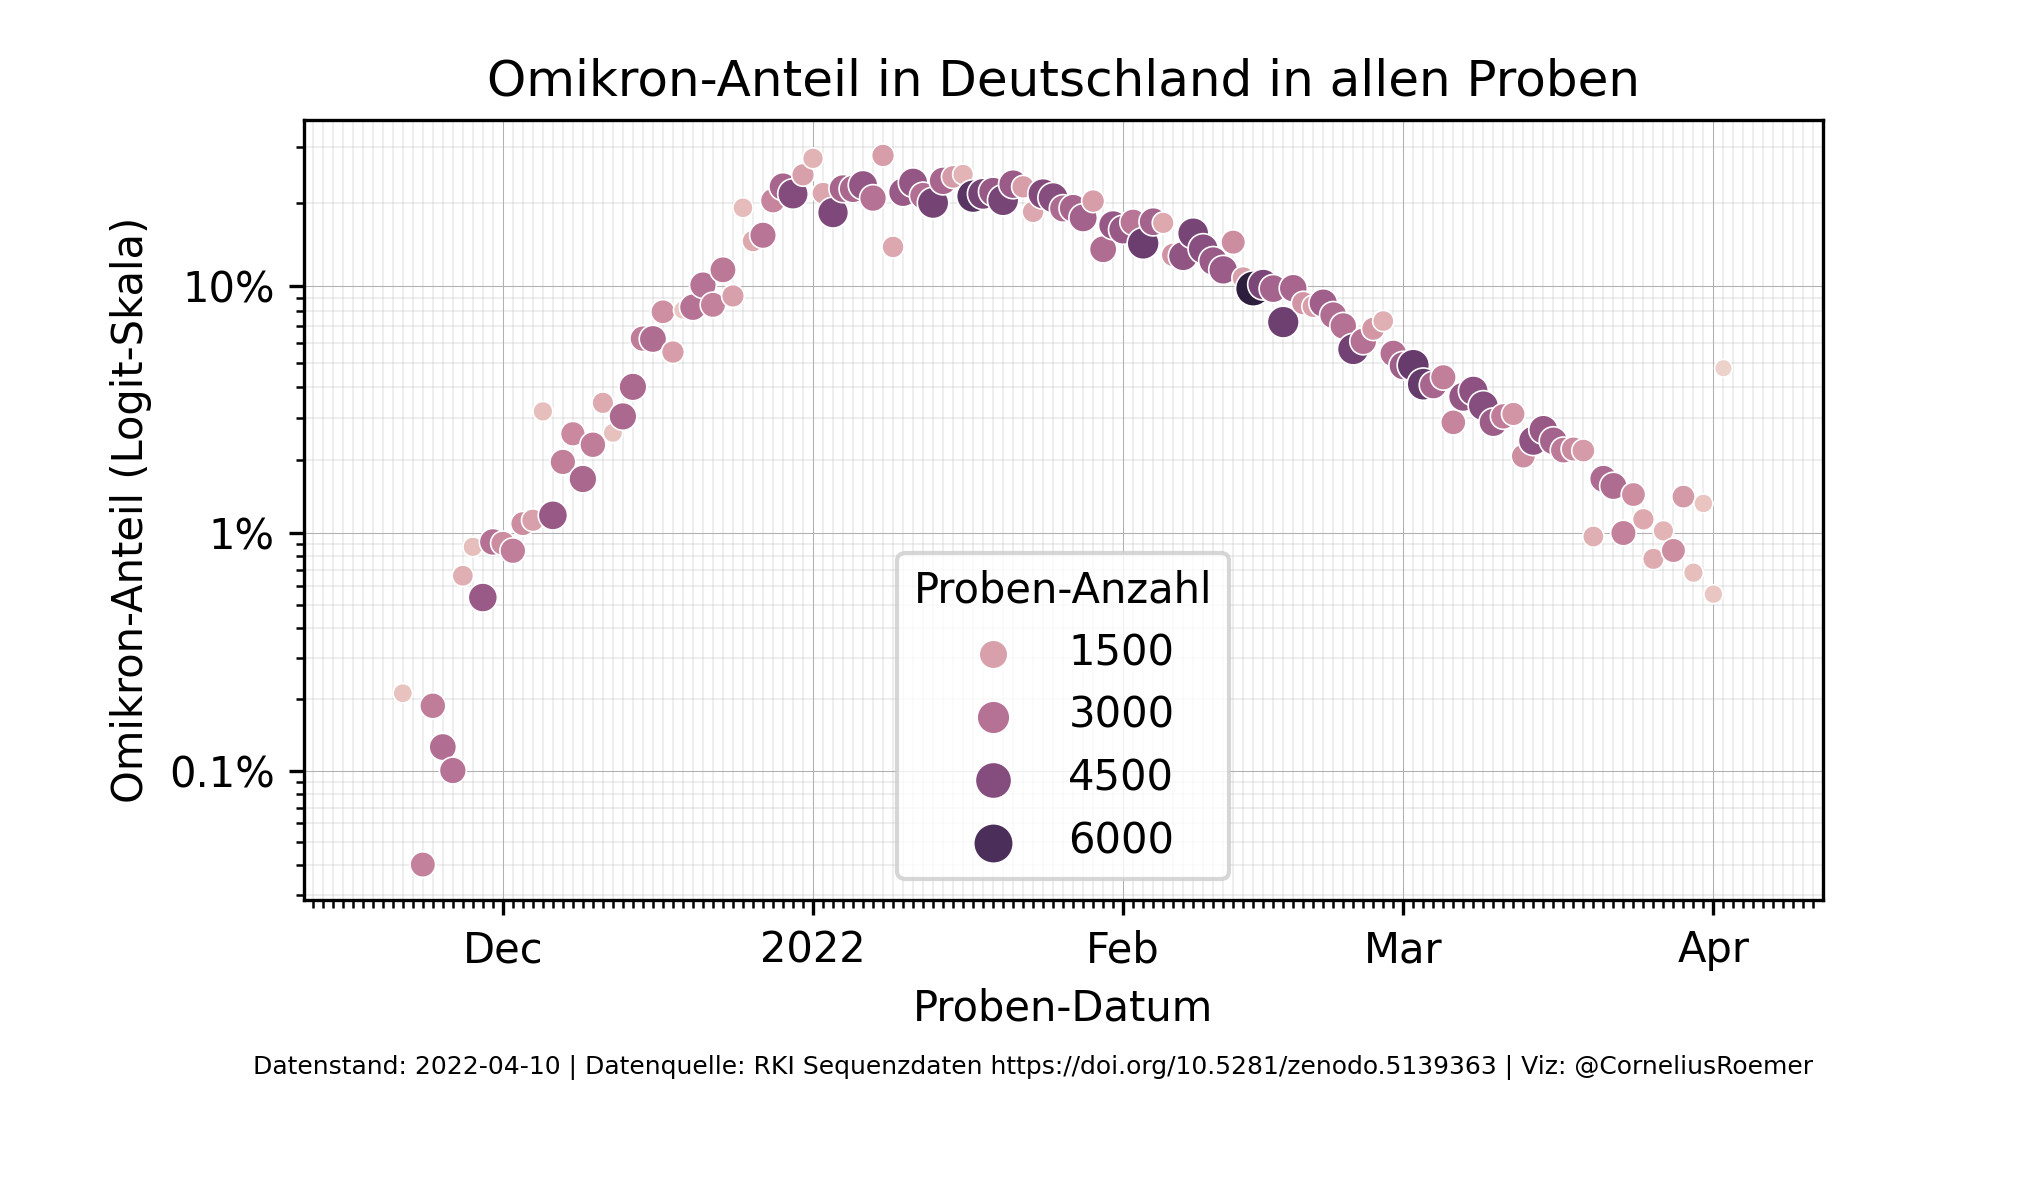 Omikron-Anteil in Deutschland in allen Proben
Omikron-Anteil (Logit-Skala)
10%
1%
0.1%
Proben-Anzahl
1500
3000
4500
6000
Dec 2022 Feb Mar Apr
Proben-Datum
Datenstand: 2022-04-10 | Datenquelle: RKI Sequenzdaten https://doi.org/10.5281/zenodo.5139363 | Viz: @CorneliusRoemer